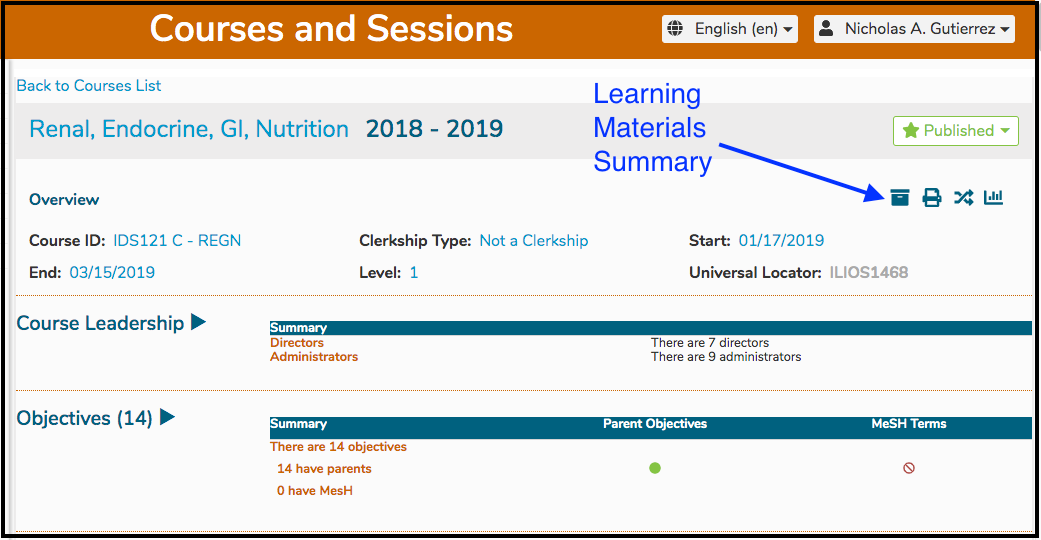 Courses and Sessions
English (en)
Nicholas A. Gutierrez
Back to Courses List
Learning
Materials
Summary
Renal, Endocrine, GI, Nutrition 2018 - 2019
Published
Overview
Course ID: IDS121 C - REGN
Clerkship Type: Not a Clerkship
Start: 01/17/2019
End: 03/15/2019
Level: 1
Universal Locator: ILIOS1468
Course Leadership
Summary
Directors There are 7 directors
Administrators There are 9 administrators
Objectives (14)
Summary Parent Objectives MeSH Terms
There are 14 objectives
14 have parents
0 have MesH